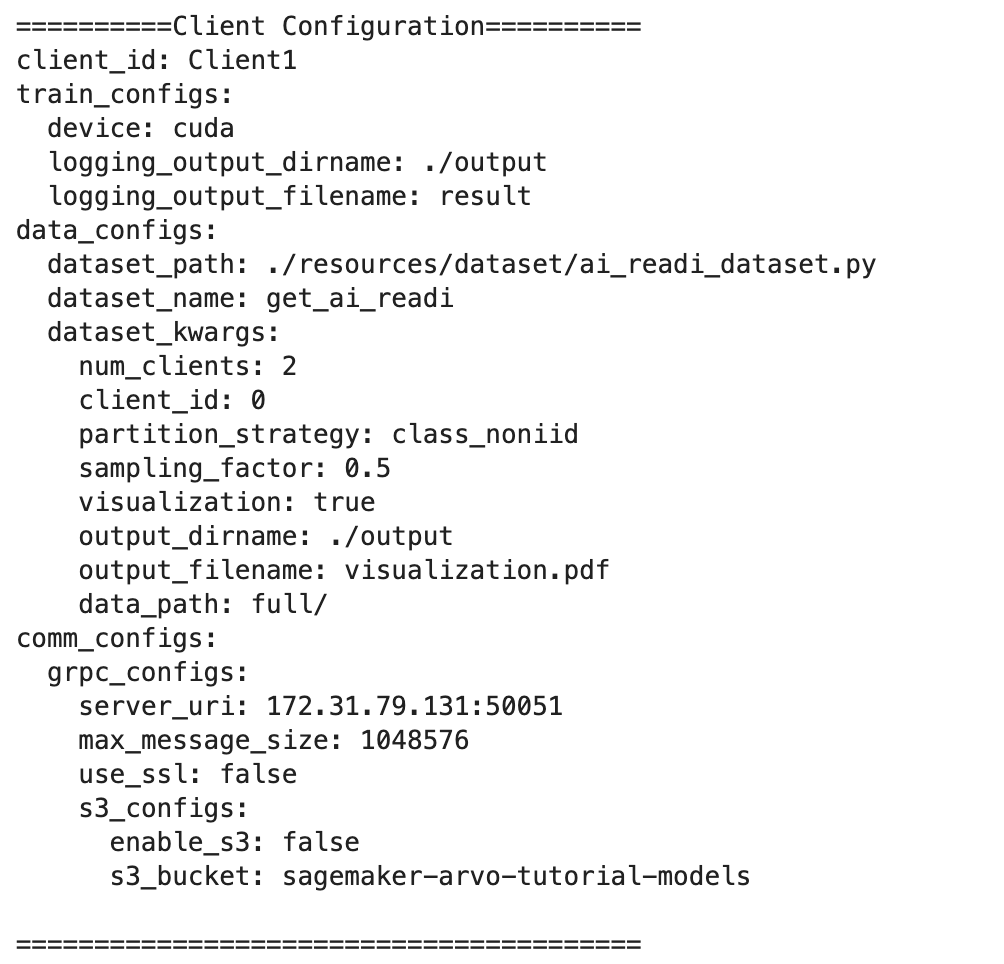 ==========Client Configuration==========
client_id: Client1
train_configs:
  device: cuda
  logging_output_dirname: ./output
  logging_output_filename: result
data_configs:
  dataset_path: ./resources/dataset/ai_readi_dataset.py
  dataset_name: get_ai_readi
  dataset_kwargs:
    num_clients: 2
    client_id: 0
    partition_strategy: class_noniid
    sampling_factor: 0.5
    visualization: true
    output_dirname: ./output
    output_filename: visualization.pdf
    data_path: full/
comm_configs:
  grpc_configs:
    server_uri: 172.31.79.131:50051
    max_message_size: 1048576
    use_ssl: false
    s3_configs:
      enable_s3: false
      s3_bucket: sagemaker-arvo-tutorial-models

========================================